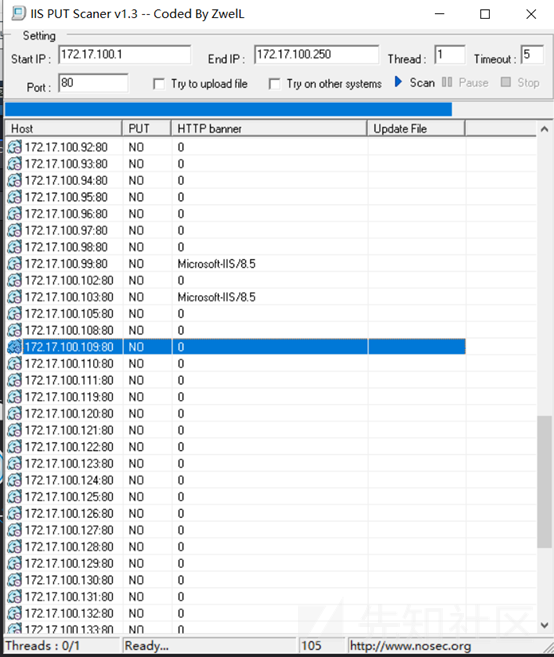 IIS PUT Scaner v1.3 -- Coded By ZwelL
Setting
Start IP : 172.17.100.1 End IP : 172.17.100.250 Thread : 1 Timeout : 5
Port : 80 Try to upload file Try on other systems Scan Pause Stop
Host PUT HTTP banner Update File
172.17.100.92:80 NO 0
172.17.100.93:80 NO 0
172.17.100.94:80 NO 0
172.17.100.95:80 NO 0
172.17.100.96:80 NO 0
172.17.100.97:80 NO 0
172.17.100.98:80 NO 0
172.17.100.99:80 NO Microsoft-IIS/8.5
172.17.100.102:80 NO 0
172.17.100.103:80 NO Microsoft-IIS/8.5
172.17.100.105:80 NO 0
172.17.100.108:80 NO 0
172.17.100.109:80 NO 0
172.17.100.110:80 NO 0
172.17.100.111:80 NO 0
172.17.100.119:80 NO 0
172.17.100.120:80 NO 0
172.17.100.121:80 NO 0
172.17.100.122:80 NO 0
172.17.100.123:80 NO 0
172.17.100.124:80 NO 0
172.17.100.125:80 NO 0
172.17.100.126:80 NO 0
172.17.100.127:80 NO 0
172.17.100.128:80 NO 0
172.17.100.129:80 NO 0
172.17.100.130:80 NO 0
172.17.100.131:80 NO 0
172.17.100.132:80 NO 0
172.17.100.133:80 NO 0
先知社区
Threads : 0/1 Ready... 105 http://www.nosec.org